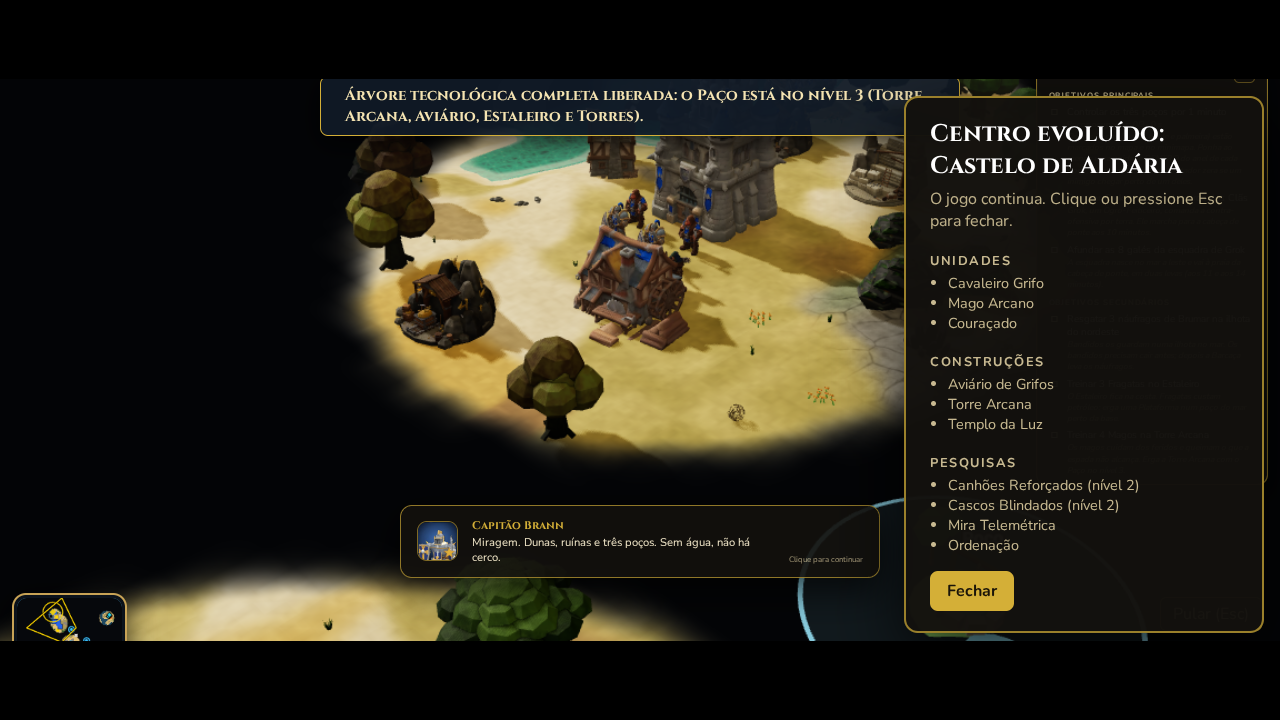 Árvore tecnológica completa liberada: o Paço está no nível 3 (Torre
Arcana, Aviário, Estaleiro e Torres).
OBJETIVOS PRINCIPAIS
Centro evoluído:
Castelo de Aldária
O jogo continua. Clique ou pressione Esc
para fechar.
UNIDADES
• Cavaleiro Grifo
• Mago Arcano
• Couraçado
CONSTRUÇÕES
• Aviário de Grifos
• Torre Arcana
• Templo da Luz
PESQUISAS
• Canhões Reforçados (nível 2)
• Cascos Blindados (nível 2)
• Mira Telemétrica
• Ordenação
Fechar
Capitão Brann
Miragem. Dunas, ruínas e três poços. Sem água, não há
cerco.
Clique para continuar